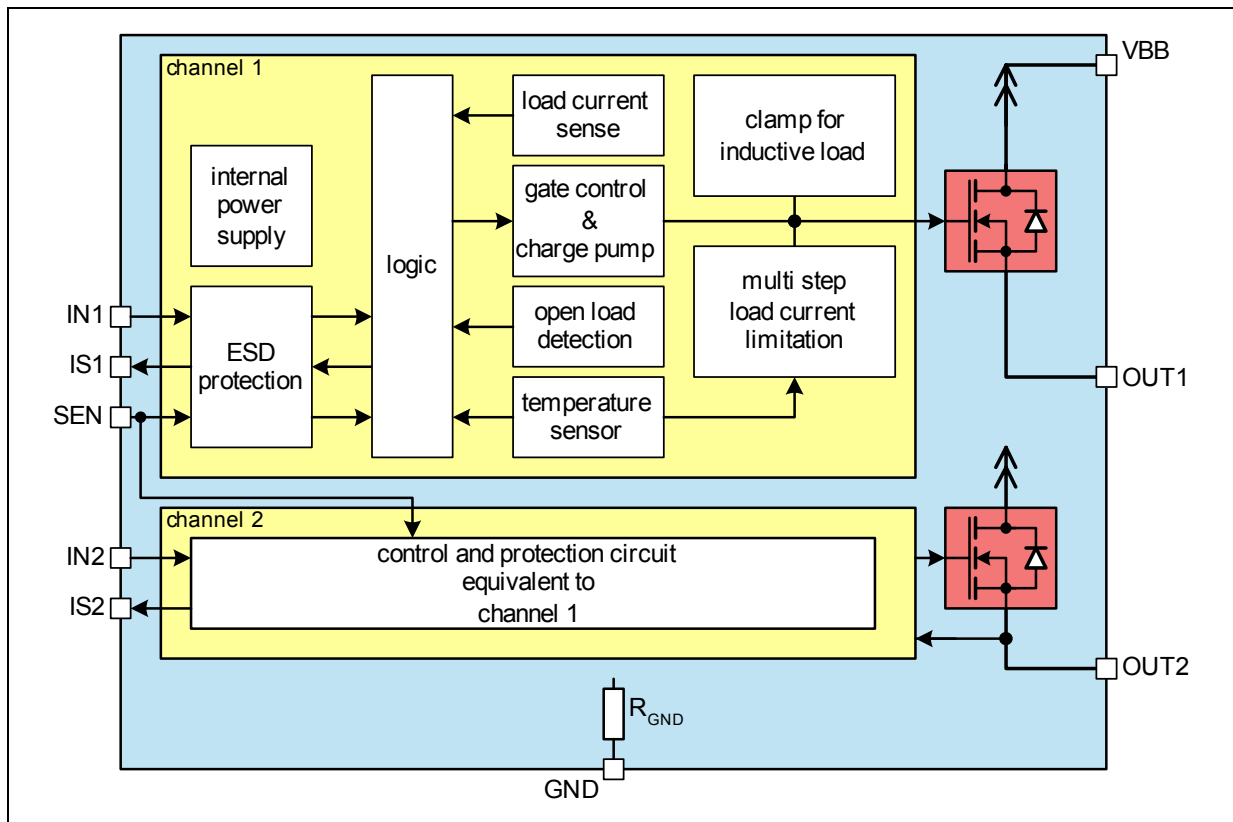 VBB
channel 1
load current
sense
clamp for
inductive load
internal
power
supply
gate control
&
charge pump
logic
multi step
load current
limitation
IN1
open load
detection
IS1
ESD
protection
OUT1
SEN
temperature
sensor
channel 2
IN2
control and protection circuit
equivalent to
channel 1
IS2
OUT2
RGND
GND